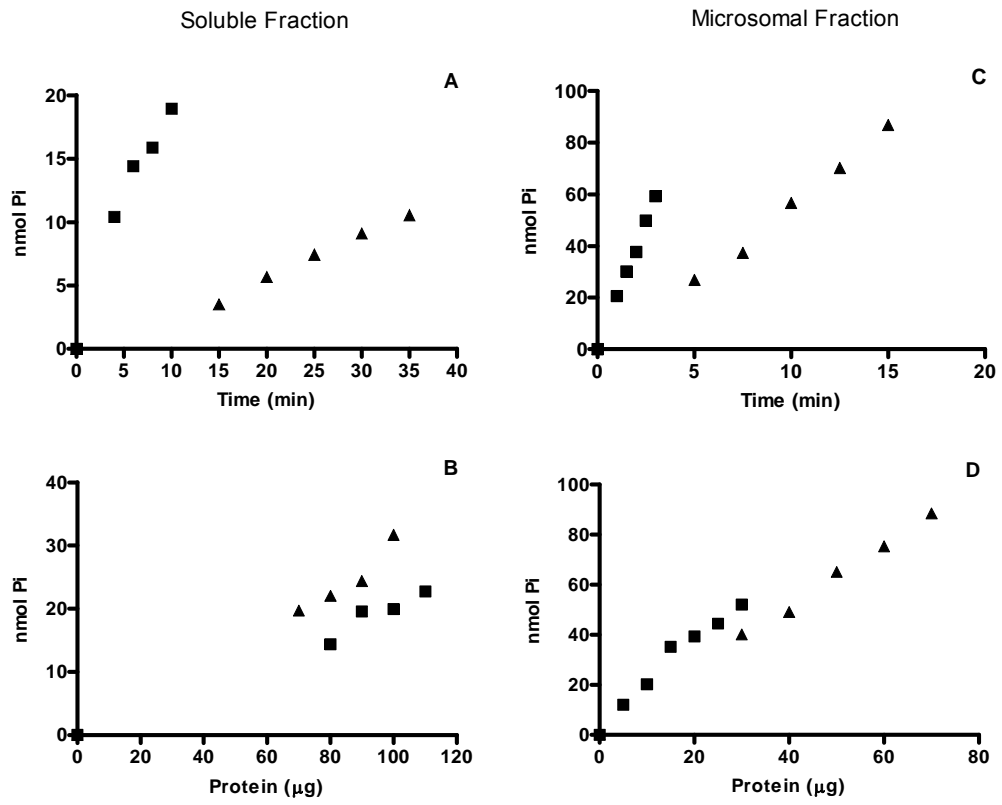 Soluble Fraction
Microsomal Fraction
A
20
15
10
5
0
nmol Pi
0 5 10 15 20 25 30 35 40
Time (min)
C
100
80
60
40
20
0
nmol Pi
0 5 10 15 20
Time (min)
B
40
30
20
10
0
nmol Pi
0 20 40 60 80 100 120
Protein (μg)
D
100
80
60
40
20
0
nmol Pi
0 20 40 60 80
Protein (μg)